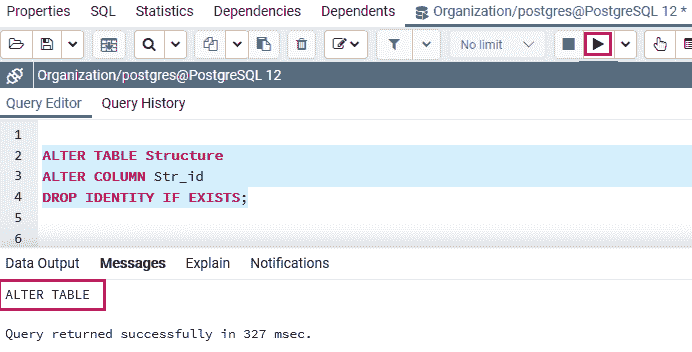 Properties SQL Statistics Dependencies Dependents Organization/postgres@PostgreSQL 12 *
No limit
Organization/postgres@PostgreSQL 12
Query Editor Query History
1
2 ALTER TABLE Structure
3 ALTER COLUMN Str_id
4 DROP IDENTITY IF EXISTS;
5
6
Data Output Messages Explain Notifications
ALTER TABLE
Query returned successfully in 327 msec.